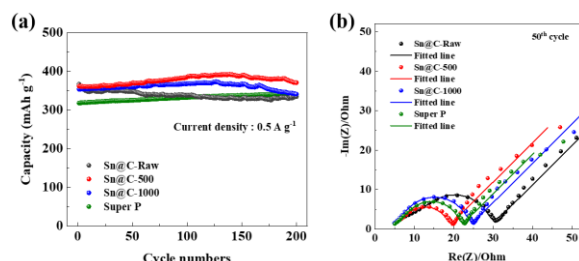 (a)
500
400
300
200
100
0
Capacity (mAh g⁻¹)
Current density : 0.5 A g⁻¹
Sn@C-Raw
Sn@C-500
Sn@C-1000
Super P
0 50 100 150 200
Cycle numbers
(b)
40
30
20
10
0
-Im(Z)/Ohm
50th cycle
Sn@C-Raw
Fitted line
Sn@C-500
Fitted line
Sn@C-1000
Fitted line
Super P
Fitted line
0 10 20 30 40 50
Re(Z)/Ohm